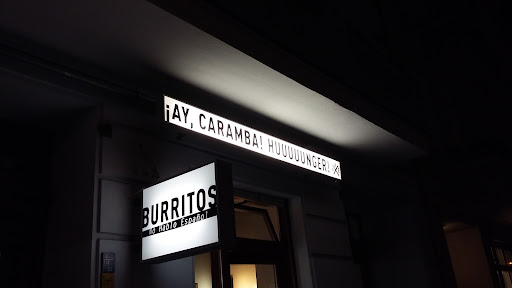 ¡AY, CARAMBA! HUUUUUNGER!
BURRITOS
no hablo Español